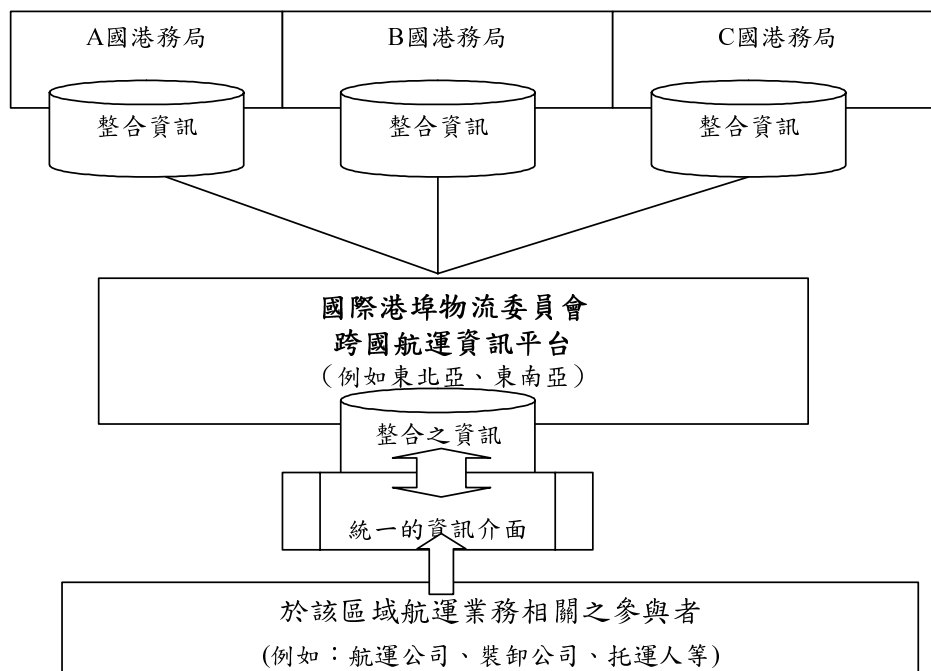 A國港務局
B國港務局
C國港務局
整合資訊
整合資訊
整合資訊
國際港埠物流委員會
跨國航運資訊平台
（例如東北亞、東南亞）
整合之資訊
統一的資訊介面
於該區域航運業務相關之參與者
(例如：航運公司、裝卸公司、托運人等)